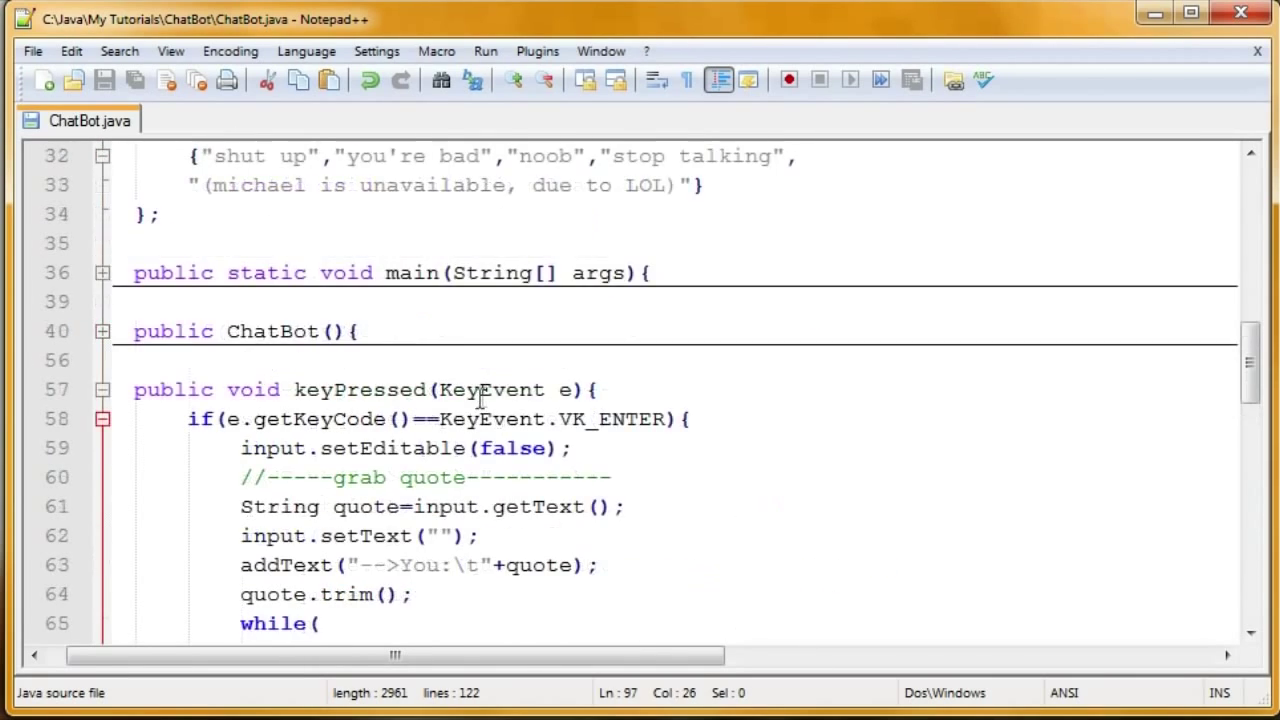 C:\Java\My Tutorials\ChatBot\ChatBot.java - Notepad++
File Edit Search View Encoding Language Settings Macro Run Plugins Window ? X
ChatBot.java
32 {"shut up","you're bad","noob","stop talking",
33 "(michael is unavailable, due to LOL)"}
34 };
35
36 public static void main(String[] args){
39
40 public ChatBot(){
56
57 public void keyPressed(KeyEvent e){
58 if(e.getKeyCode()==KeyEvent.VK_ENTER){
59 input.setEditable(false);
60 //-----grab quote-----------
61 String quote=input.getText();
62 input.setText("");
63 addText("-->You:\t"+quote);
64 quote.trim();
65 while(
Java source file length : 2961 lines : 122 Ln : 97 Col : 26 Sel : 0 Dos\Windows ANSI INS